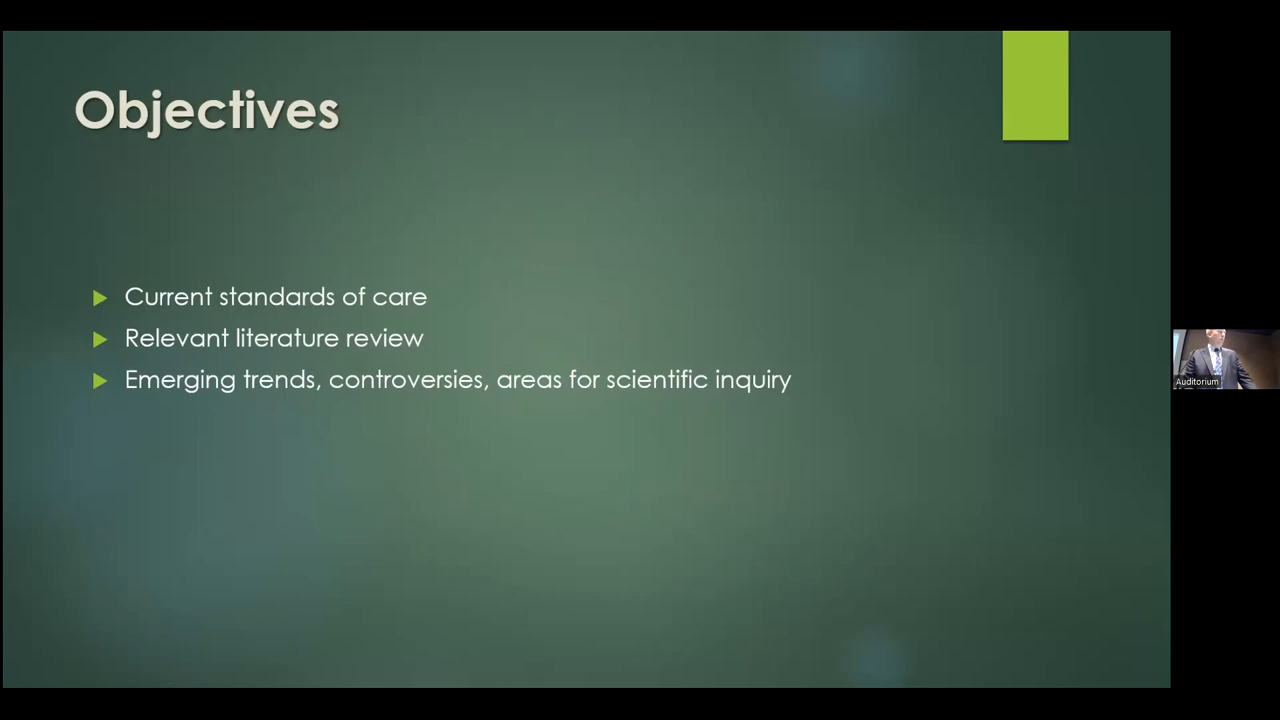 Objectives
Current standards of care
Relevant literature review
Emerging trends, controversies, areas for scientific inquiry
Auditorium